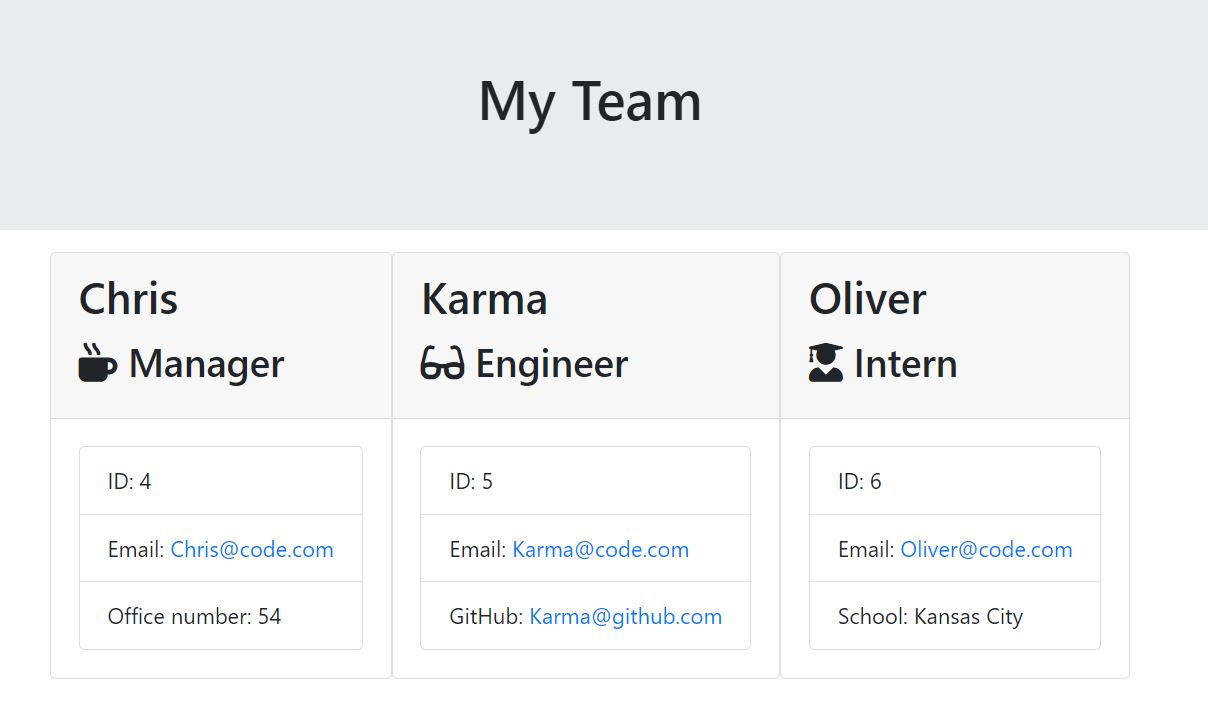 My Team
Chris
Manager
ID: 4
Email: Chris@code.com
Office number: 54
Karma
Engineer
ID: 5
Email: Karma@code.com
GitHub: Karma@github.com
Oliver
Intern
ID: 6
Email: Oliver@code.com
School: Kansas City